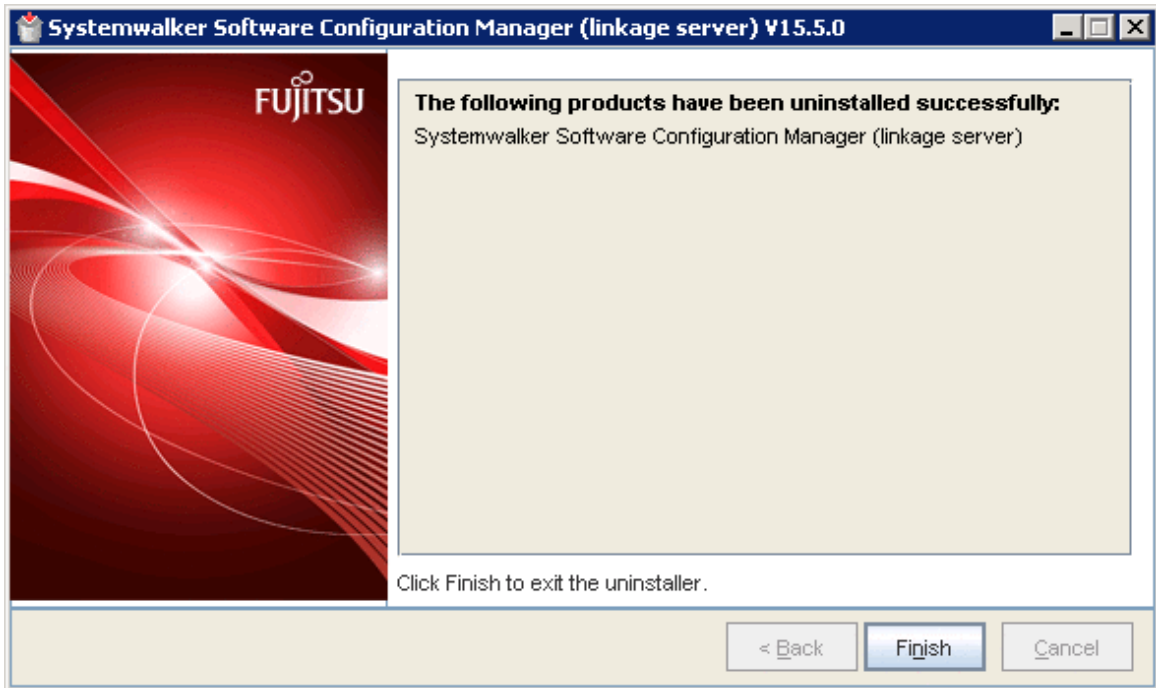 Systemwalker Software Configuration Manager (linkage server) V15.5.0
FUJITSU
The following products have been uninstalled successfully:
Systemwalker Software Configuration Manager (linkage server)
Click Finish to exit the uninstaller.
< Back
Finish
Cancel